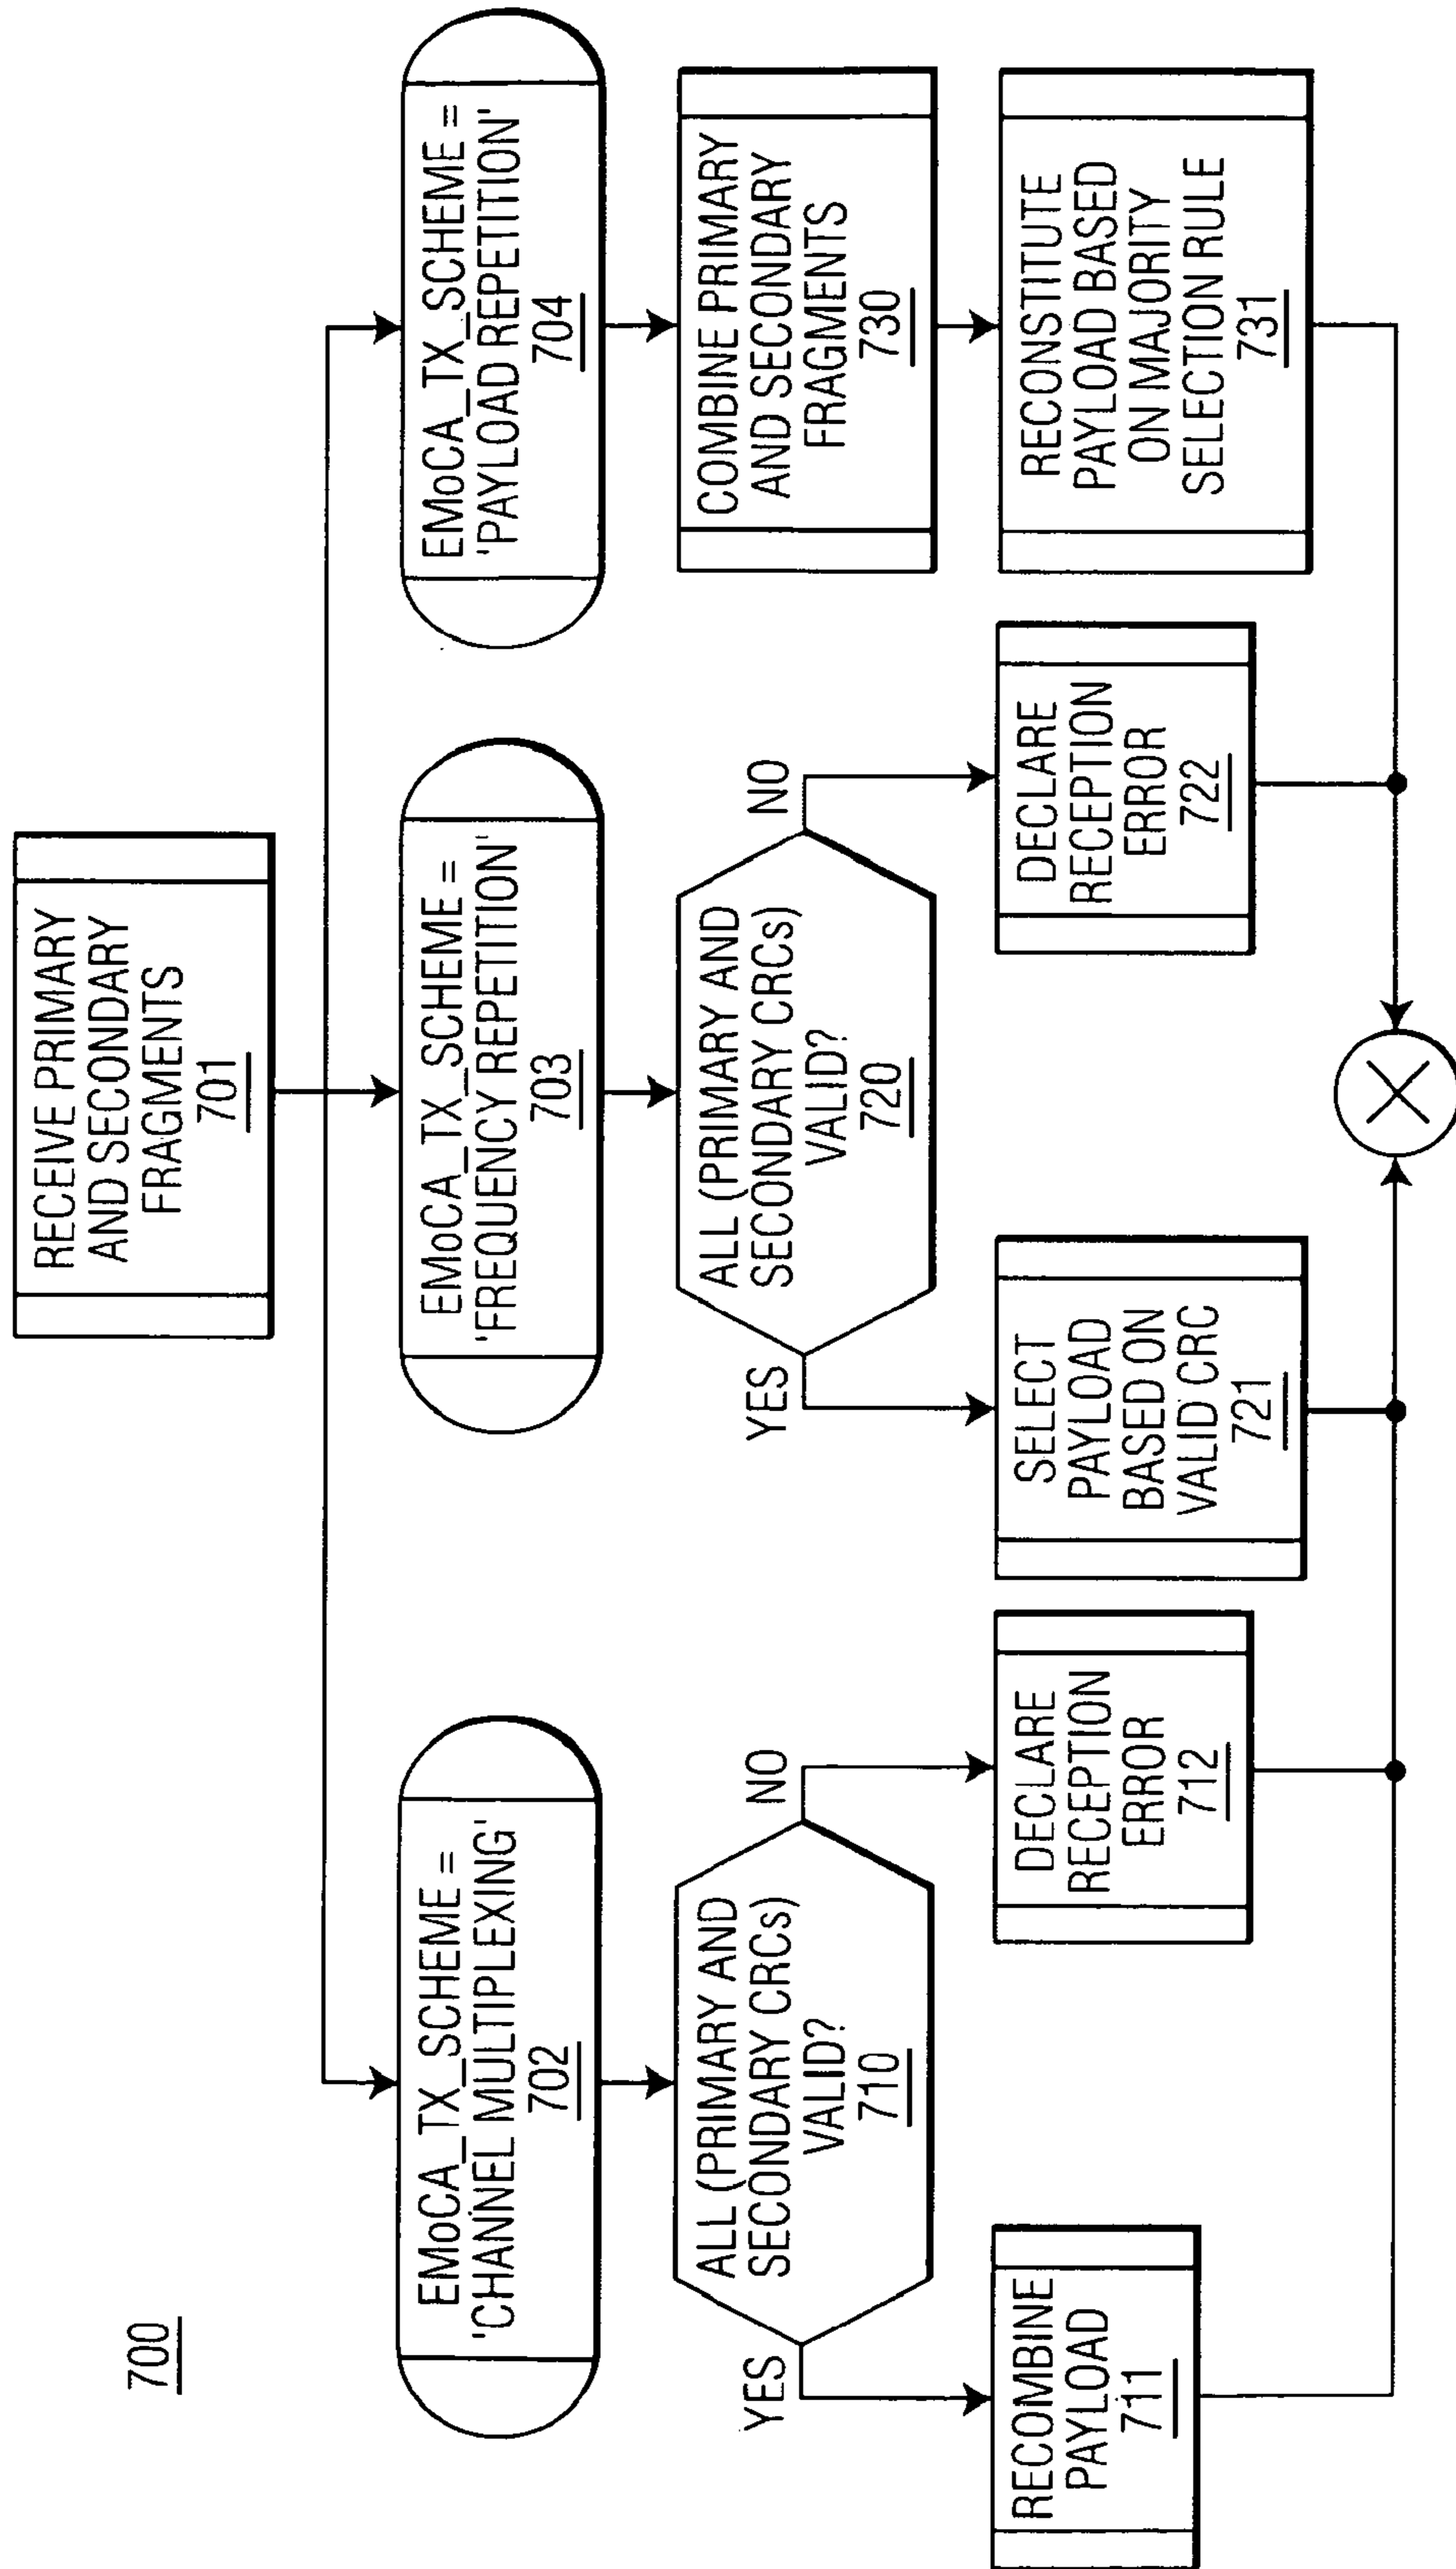 700
RECEIVE PRIMARY
AND SECONDARY
FRAGMENTS
701
EMoCA_TX_SCHEME =
'CHANNEL MULTIPLEXING'
702
EMoCA_TX_SCHEME =
'FREQUENCY REPETITION'
703
EMoCA_TX_SCHEME =
'PAYLOAD REPETITION'
704
ALL (PRIMARY AND
SECONDARY CRCs)
VALID?
710
YES
NO
ALL (PRIMARY AND
SECONDARY CRCs)
VALID?
720
YES
NO
COMBINE PRIMARY
AND SECONDARY
FRAGMENTS
730
RECOMBINE
PAYLOAD
711
DECLARE
RECEPTION
ERROR
712
SELECT
PAYLOAD
BASED ON
VALID CRC
721
DECLARE
RECEPTION
ERROR
722
RECONSTITUTE
PAYLOAD BASED
ON MAJORITY
SELECTION RULE
731